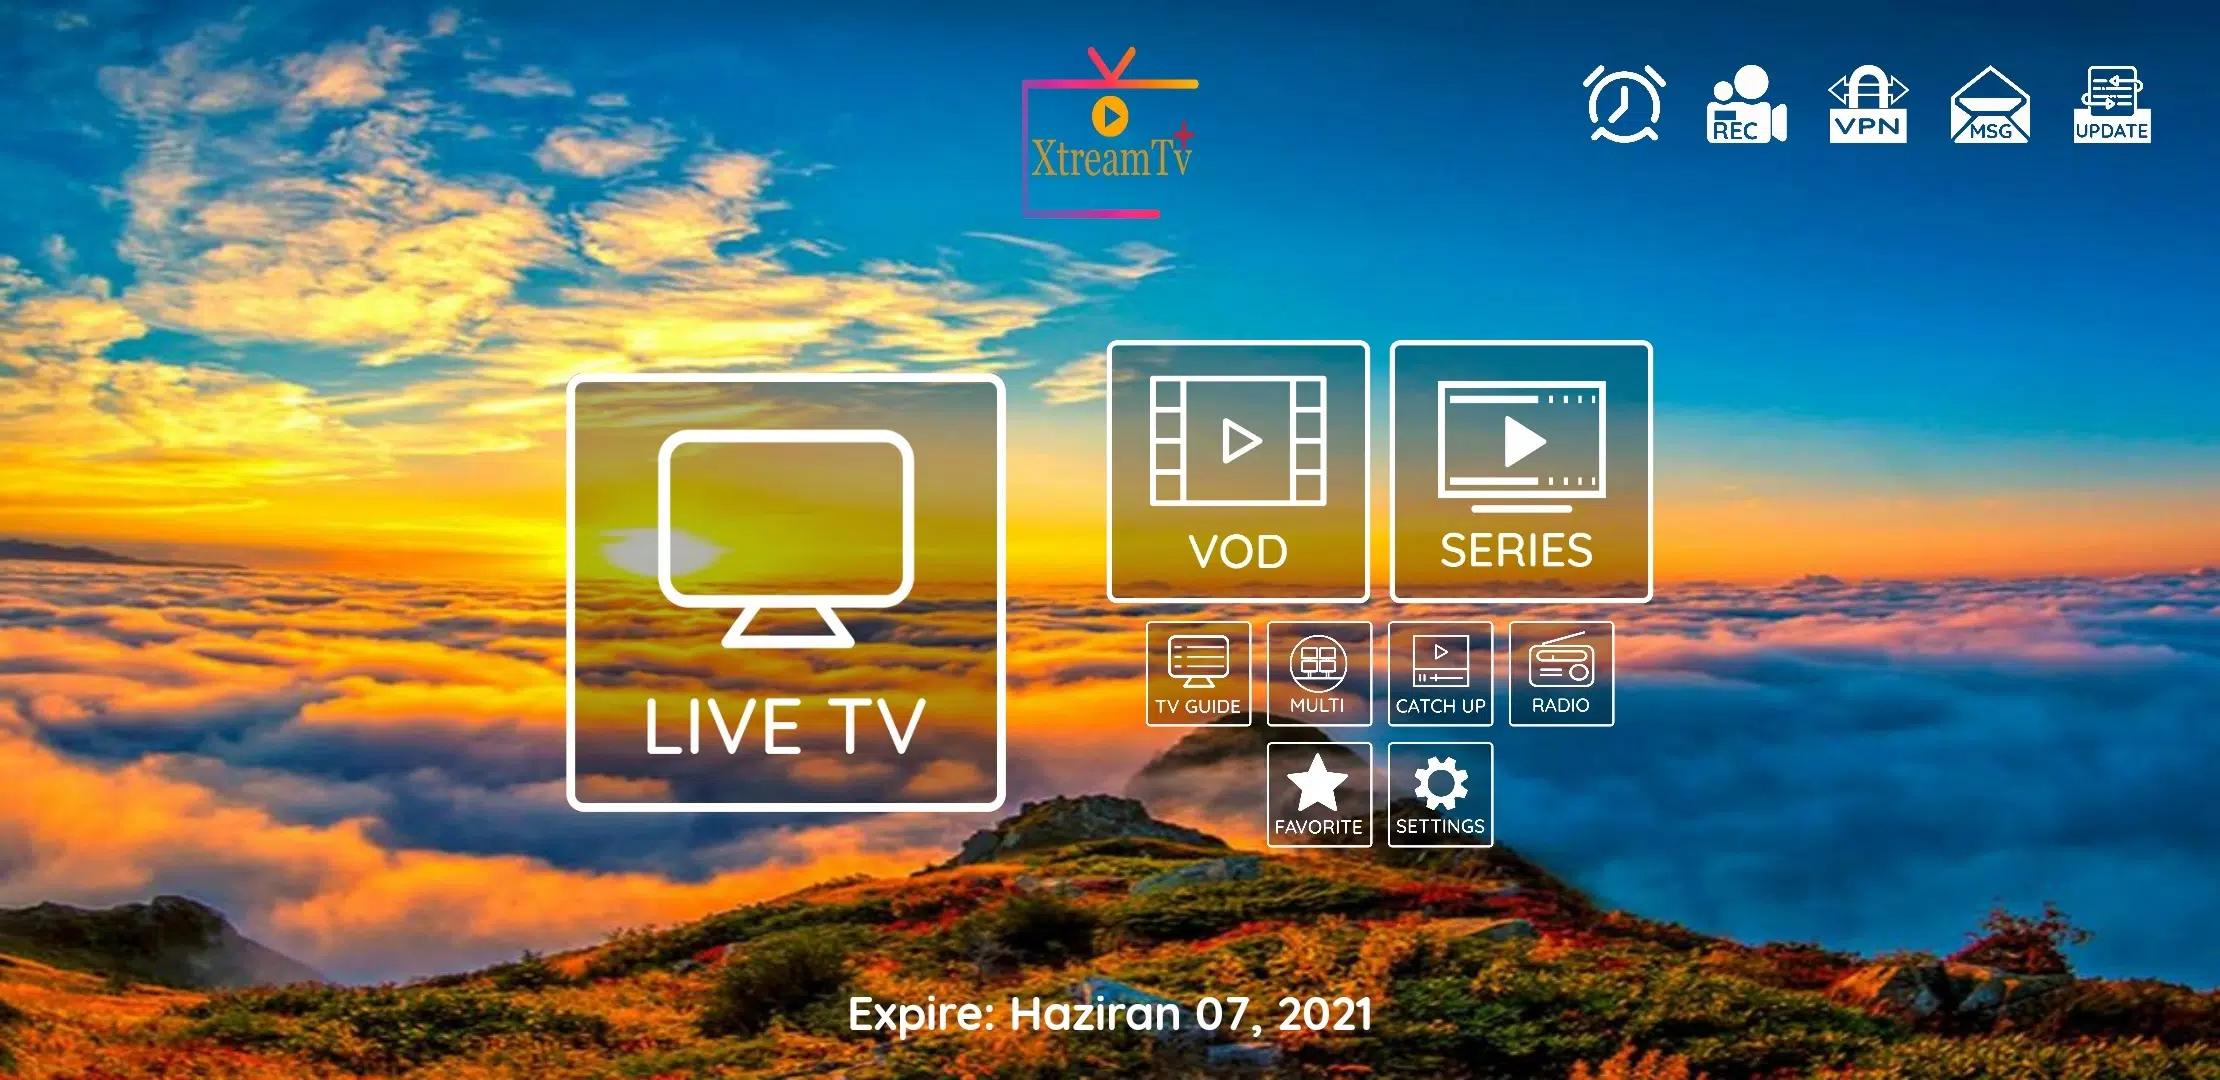 XtreamTv+
REC
VPN
MSG
UPDATE
LIVE TV
VOD
SERIES
TV GUIDE
MULTI
CATCH UP
RADIO
FAVORITE
SETTINGS
Expire: Haziran 07, 2021